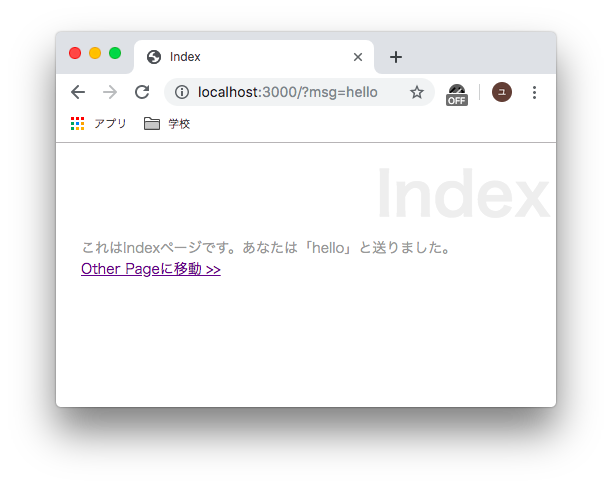 Index
localhost:3000/?msg=hello
OFF
ユ
アプリ 学校
Index
これはIndexページです。あなたは「hello」と送りました。
Other Pageに移動 >>